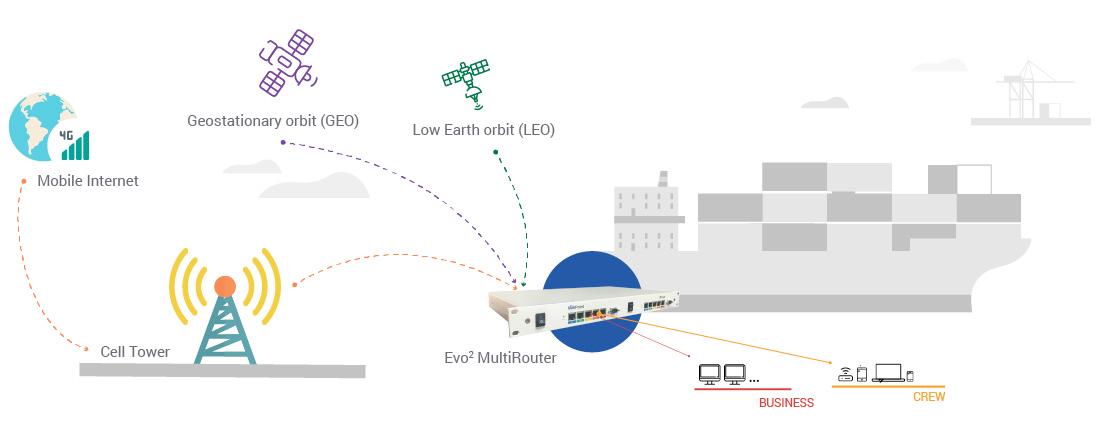 Geostationary orbit (GEO)
Low Earth orbit (LEO)
4G
Mobile Internet
Cell Tower
Evo² MultiRouter
BUSINESS
CREW